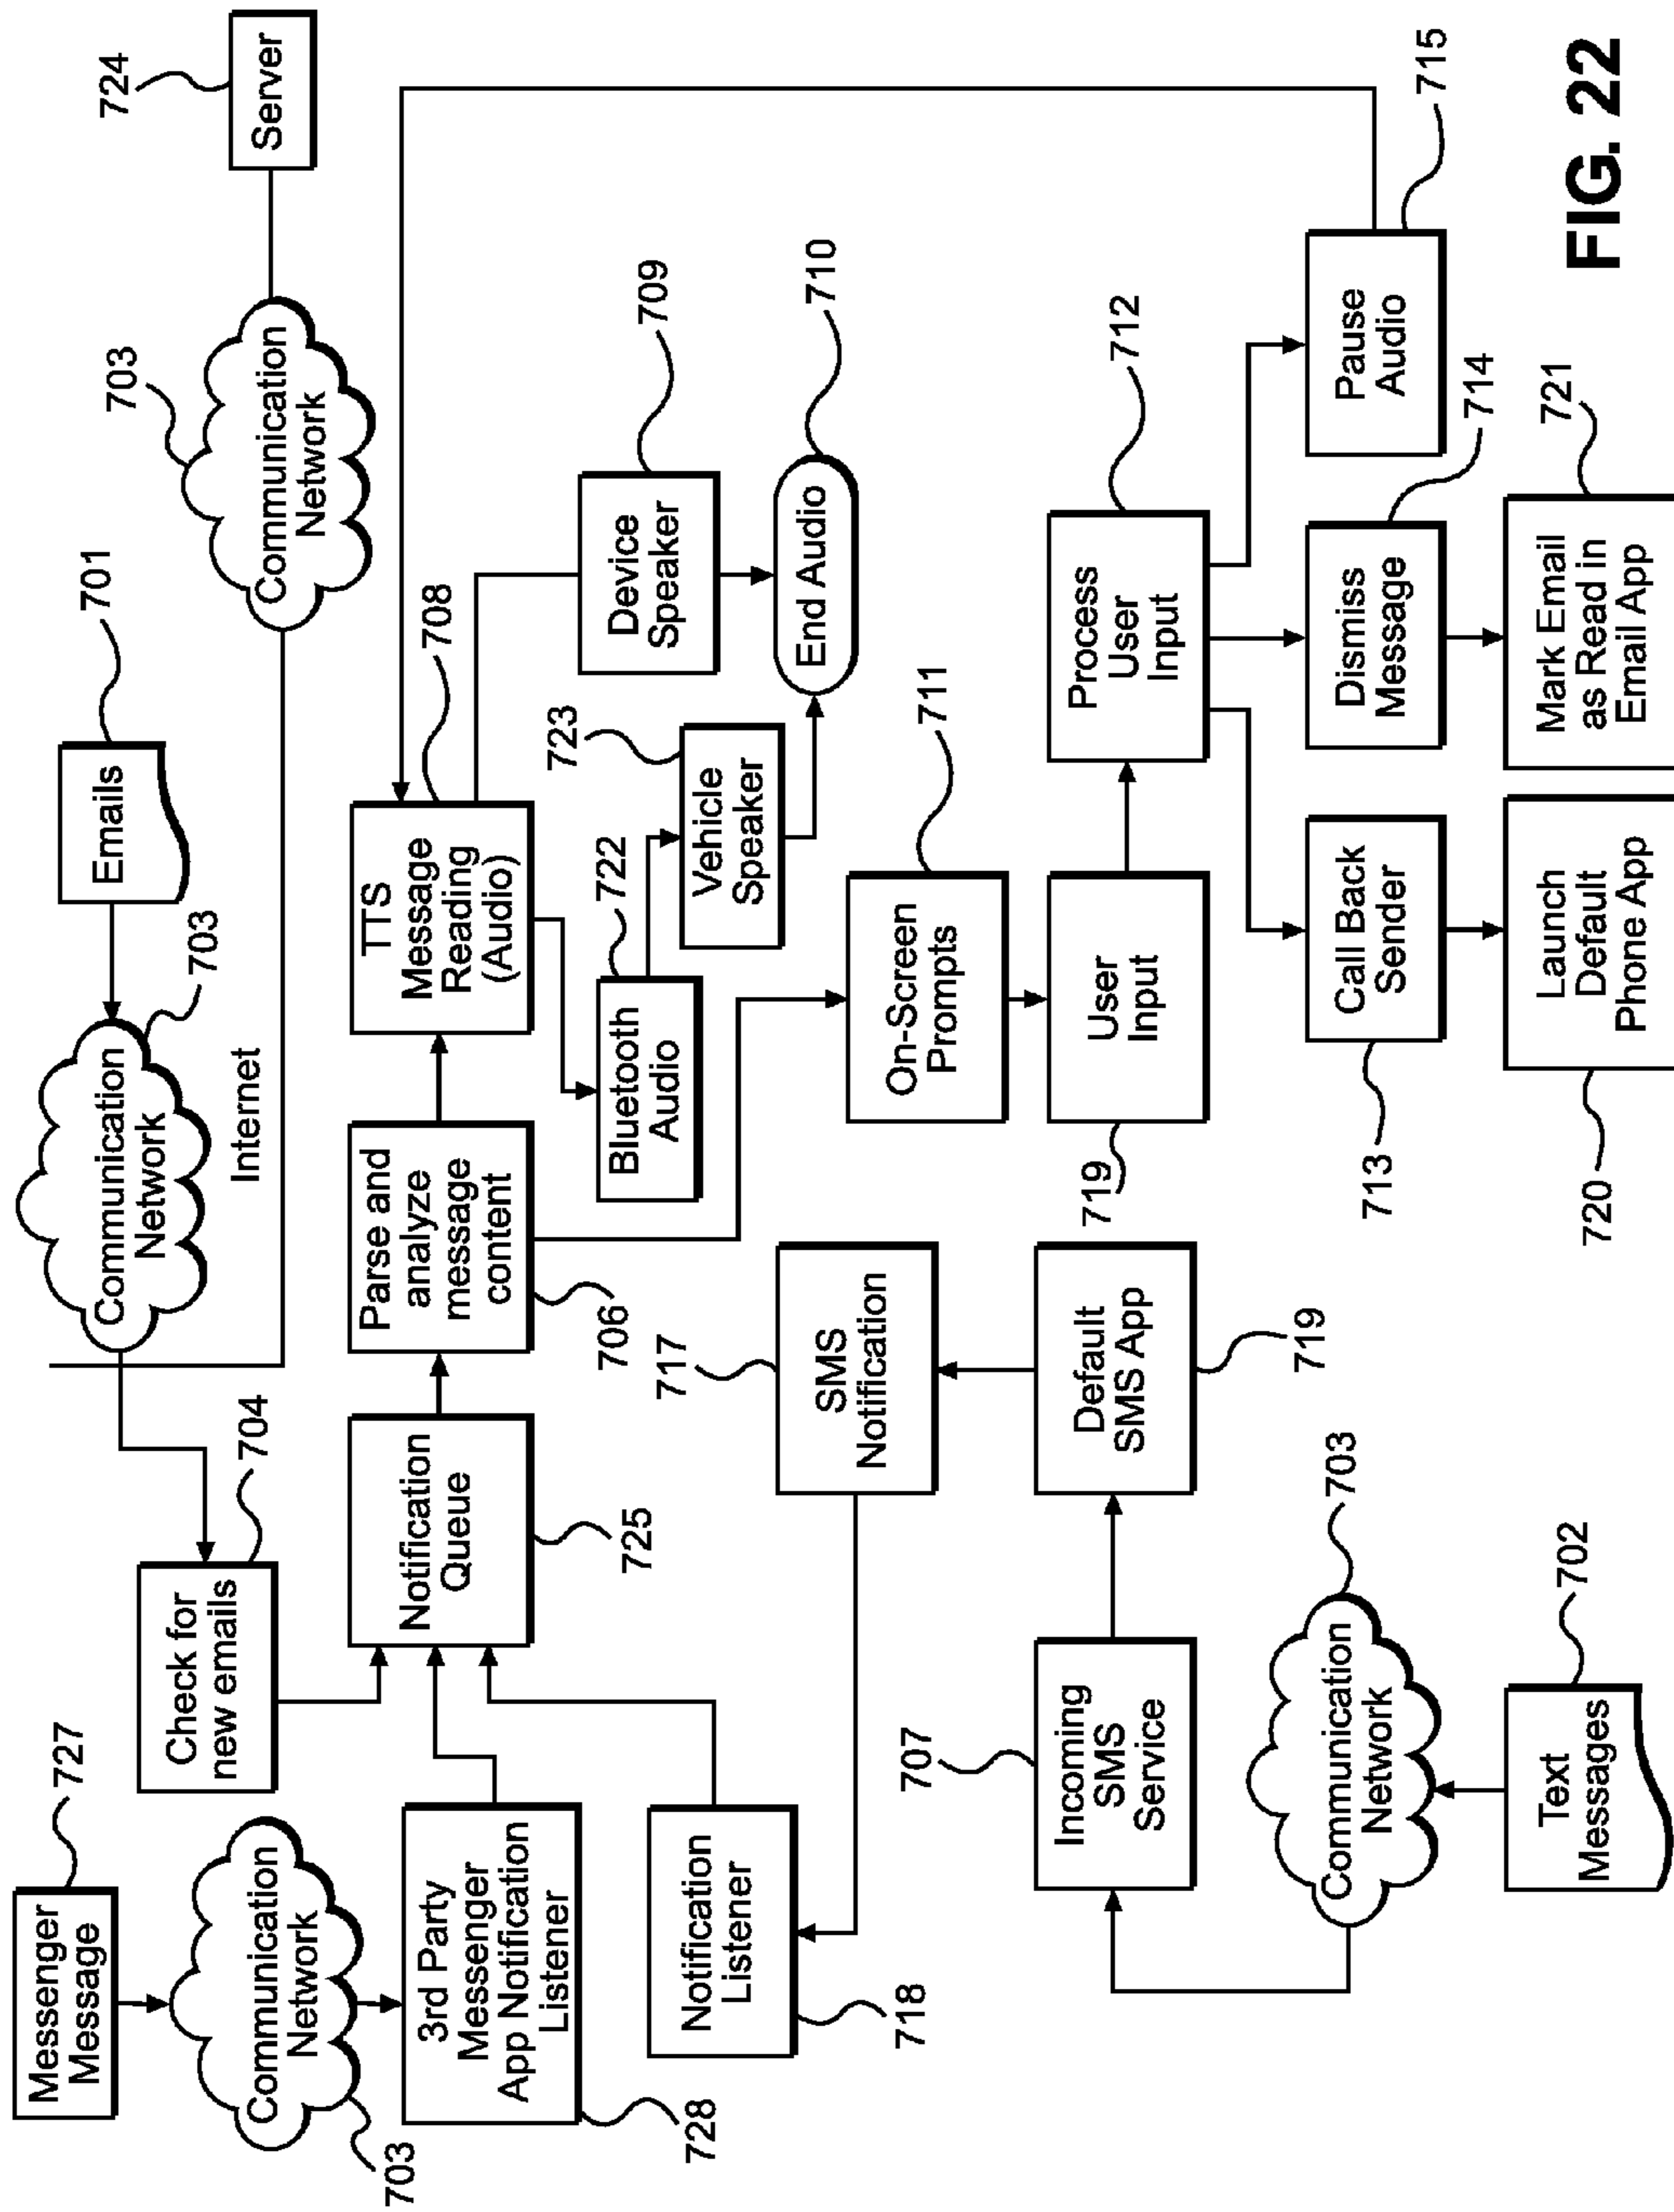 Messenger
Message
727
Communication
Network
703
3rd Party
Messenger
App Notification
Listener
728
Check for
new emails
704
Communication
Network
703
Emails
701
Internet
Communication
Network
703
Server
724
Notification
Queue
725
Parse and
analyze
message
content
706
TTS
Message
Reading
(Audio)
708
Notification
Listener
718
Bluetooth
Audio
722
Vehicle
Speaker
723
Device
Speaker
709
End Audio
710
SMS
Notification
717
On-Screen
Prompts
711
Incoming
SMS
Service
707
Default
SMS App
719
User
Input
719
Process
User
Input
712
Communication
Network
703
Text
Messages
702
Call Back
Sender
713
Dismiss
Message
714
Pause
Audio
715
Launch
Default
Phone App
720
Mark Email
as Read in
Email App
721
FIG. 22